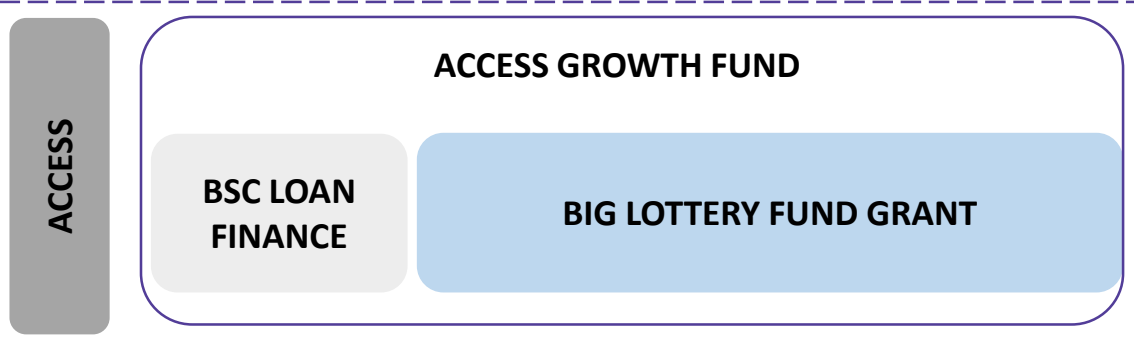 ACCESS
ACCESS GROWTH FUND
BSC LOAN
FINANCE
BIG LOTTERY FUND GRANT